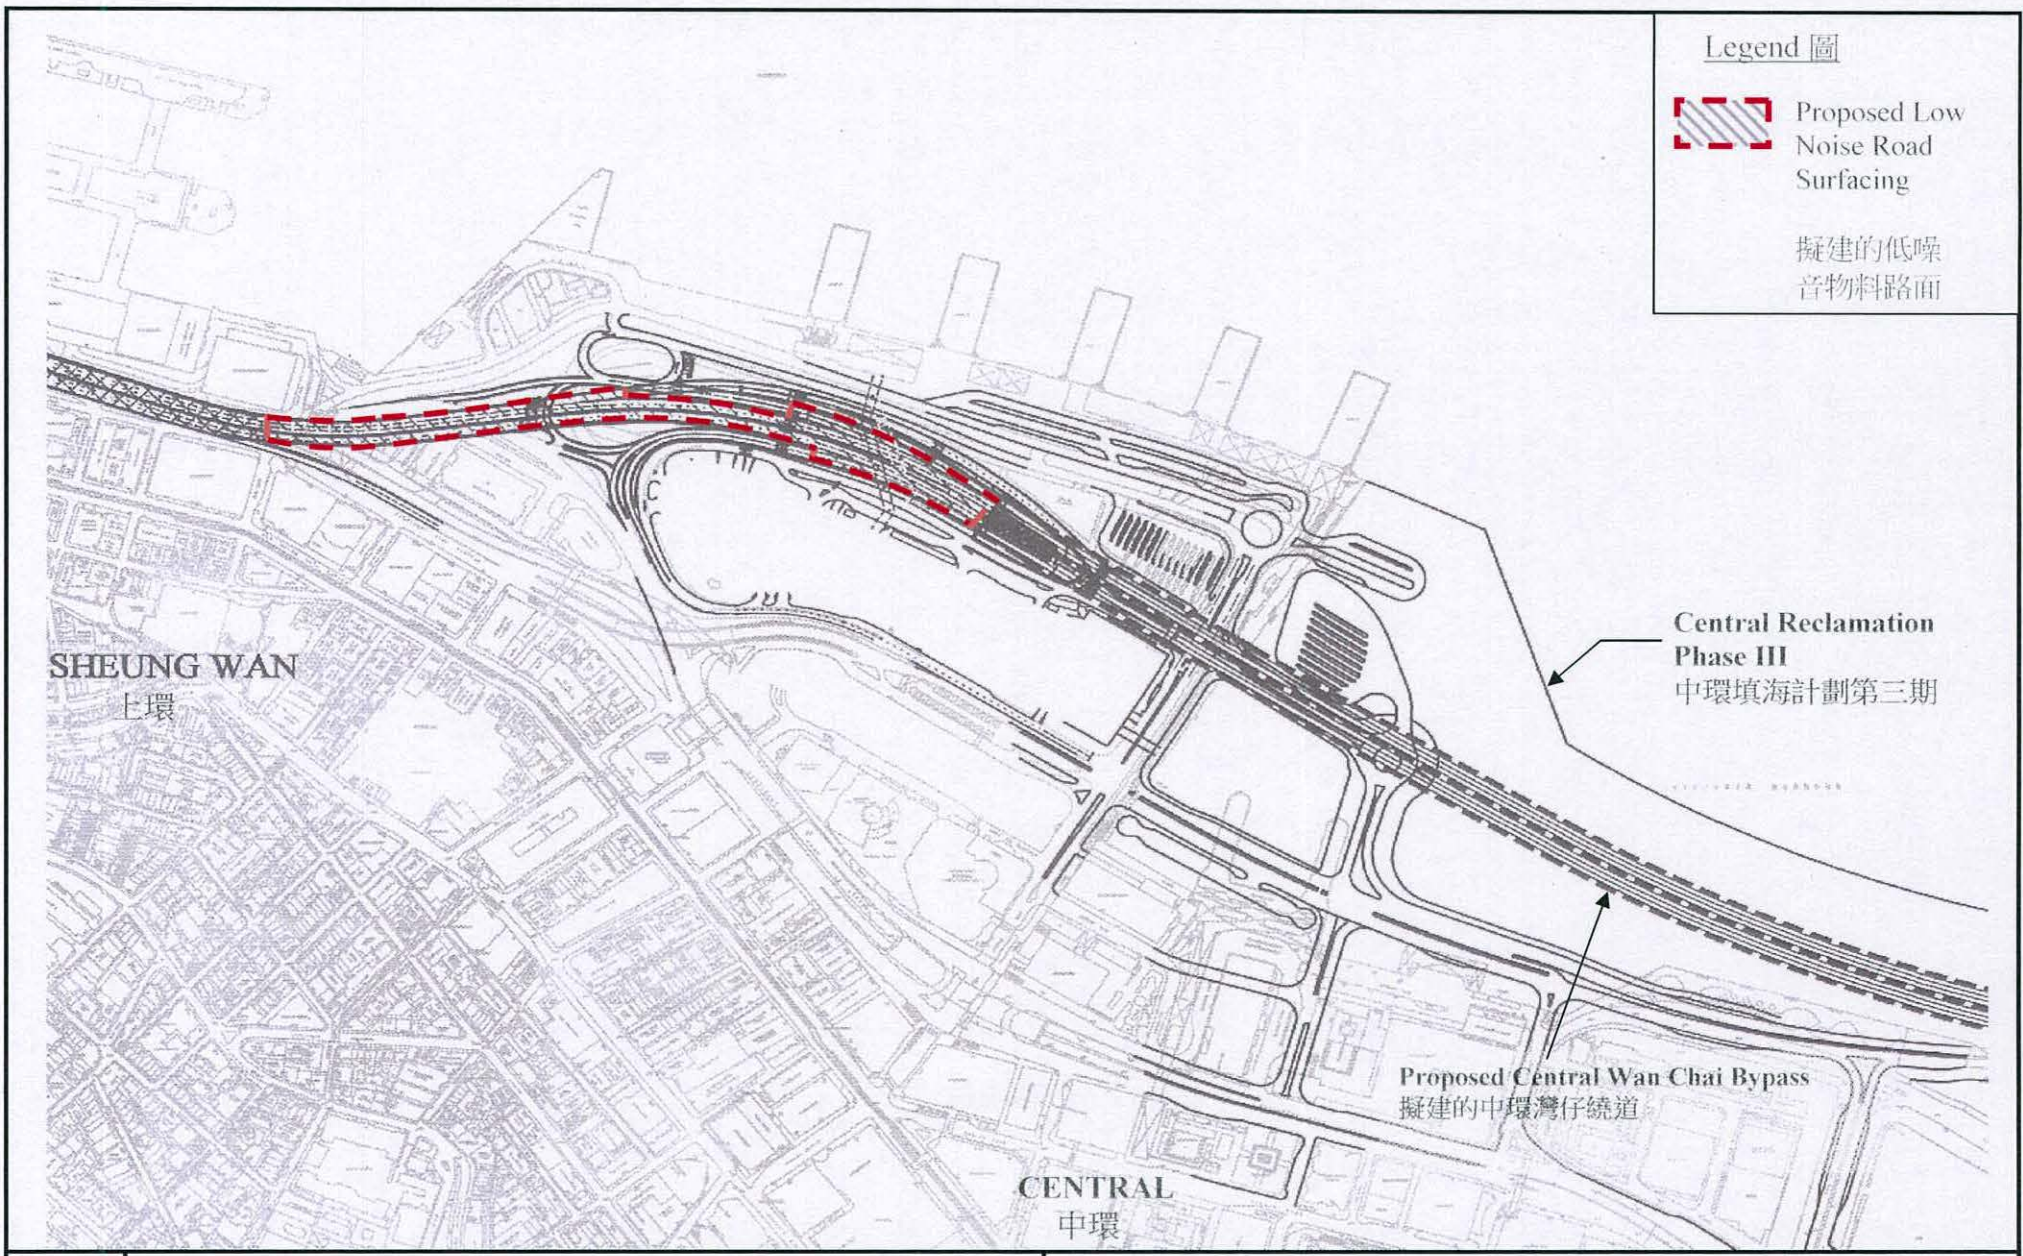 Legend 圖
Proposed Low
Noise Road
Surfacing
擬建的低噪
音物料路面
SHEUNG WAN
上環
Central Reclamation
Phase III
中環填海計劃第三期
Proposed Central Wan Chai Bypass
擬建的中環灣仔繞道
CENTRAL
中環